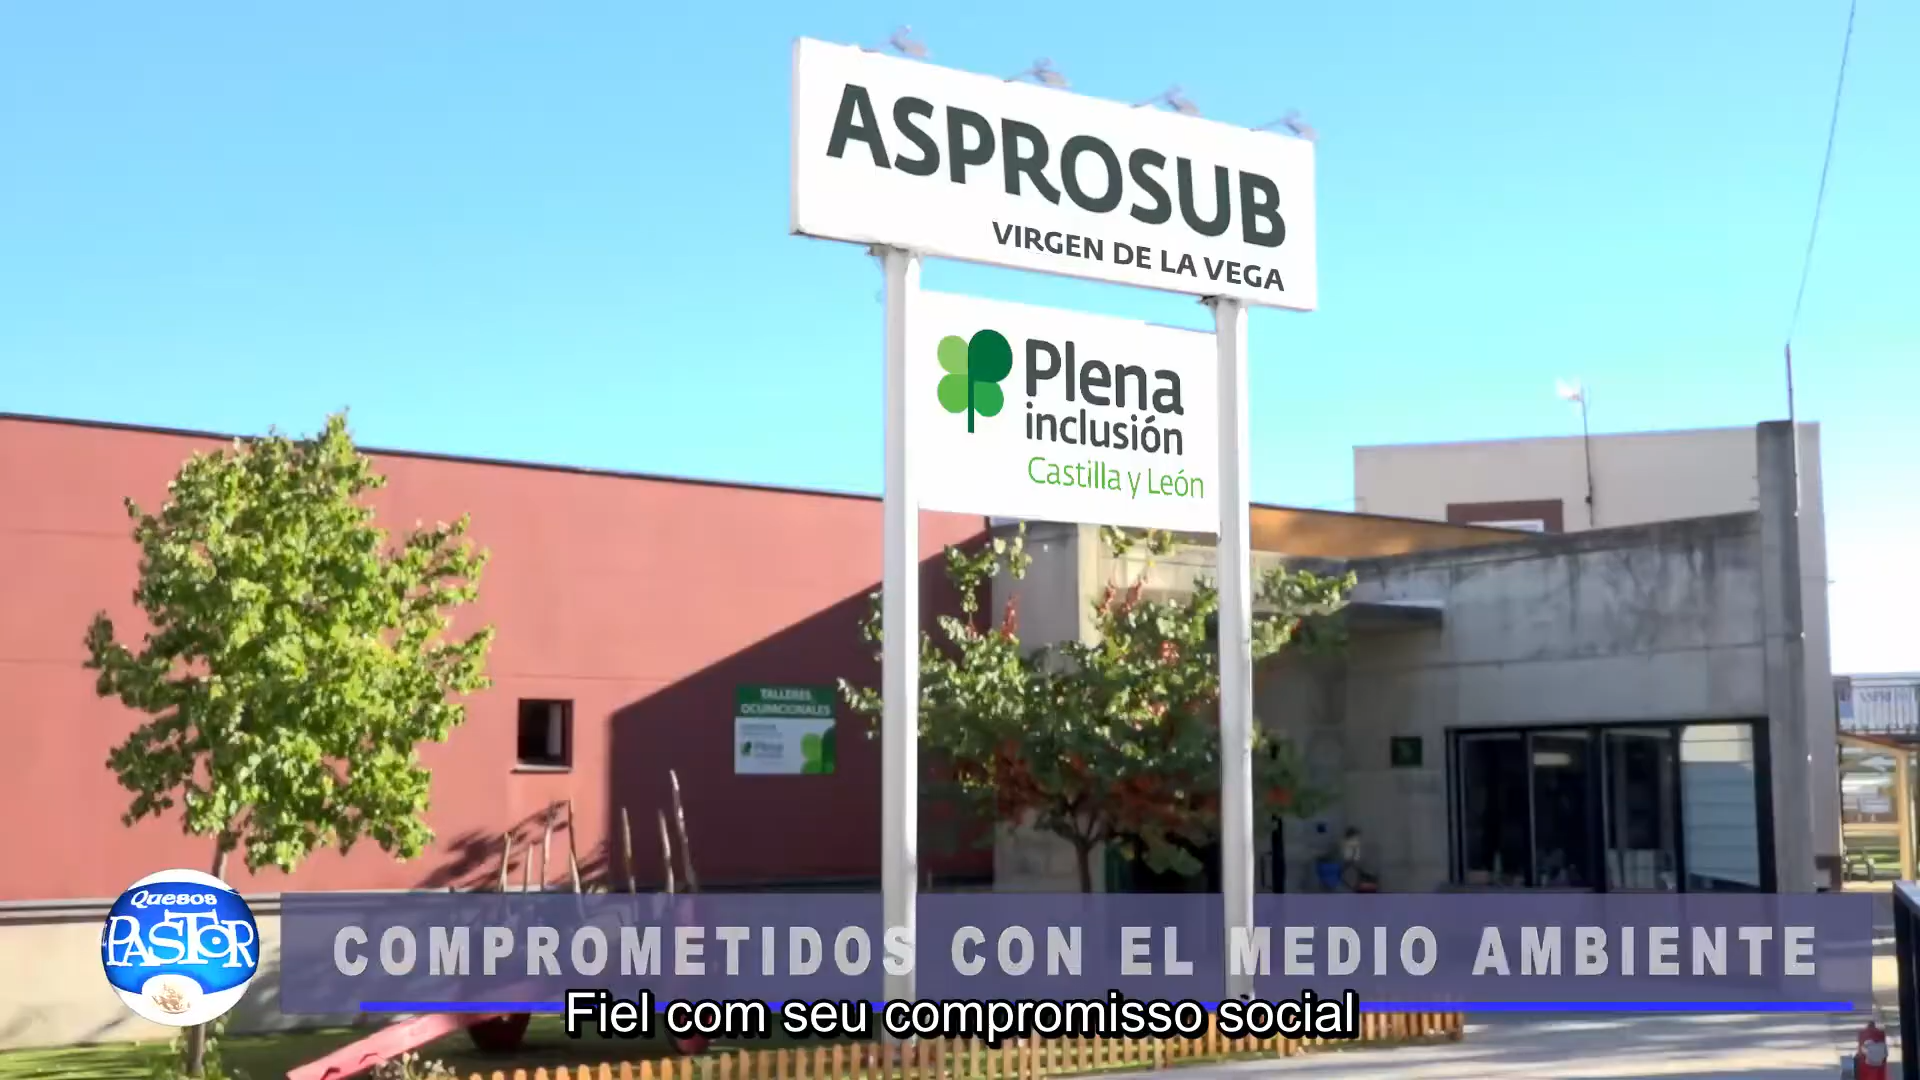 ASPROSUB
VIRGEN DE LA VEGA
Plena
inclusión
Castilla y León
TALLERES
OCUPACIONALES
Plena
Quesos
PASTOR
COMPROMETIDOS CON EL MEDIO AMBIENTE
Fiel com seu compromisso social